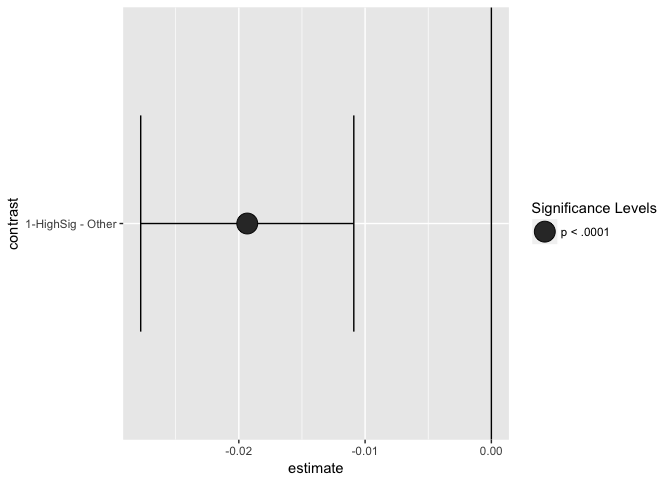 contrast
1-HighSig - Other
-0.02
-0.01
0.00
estimate
Significance Levels
p < .0001